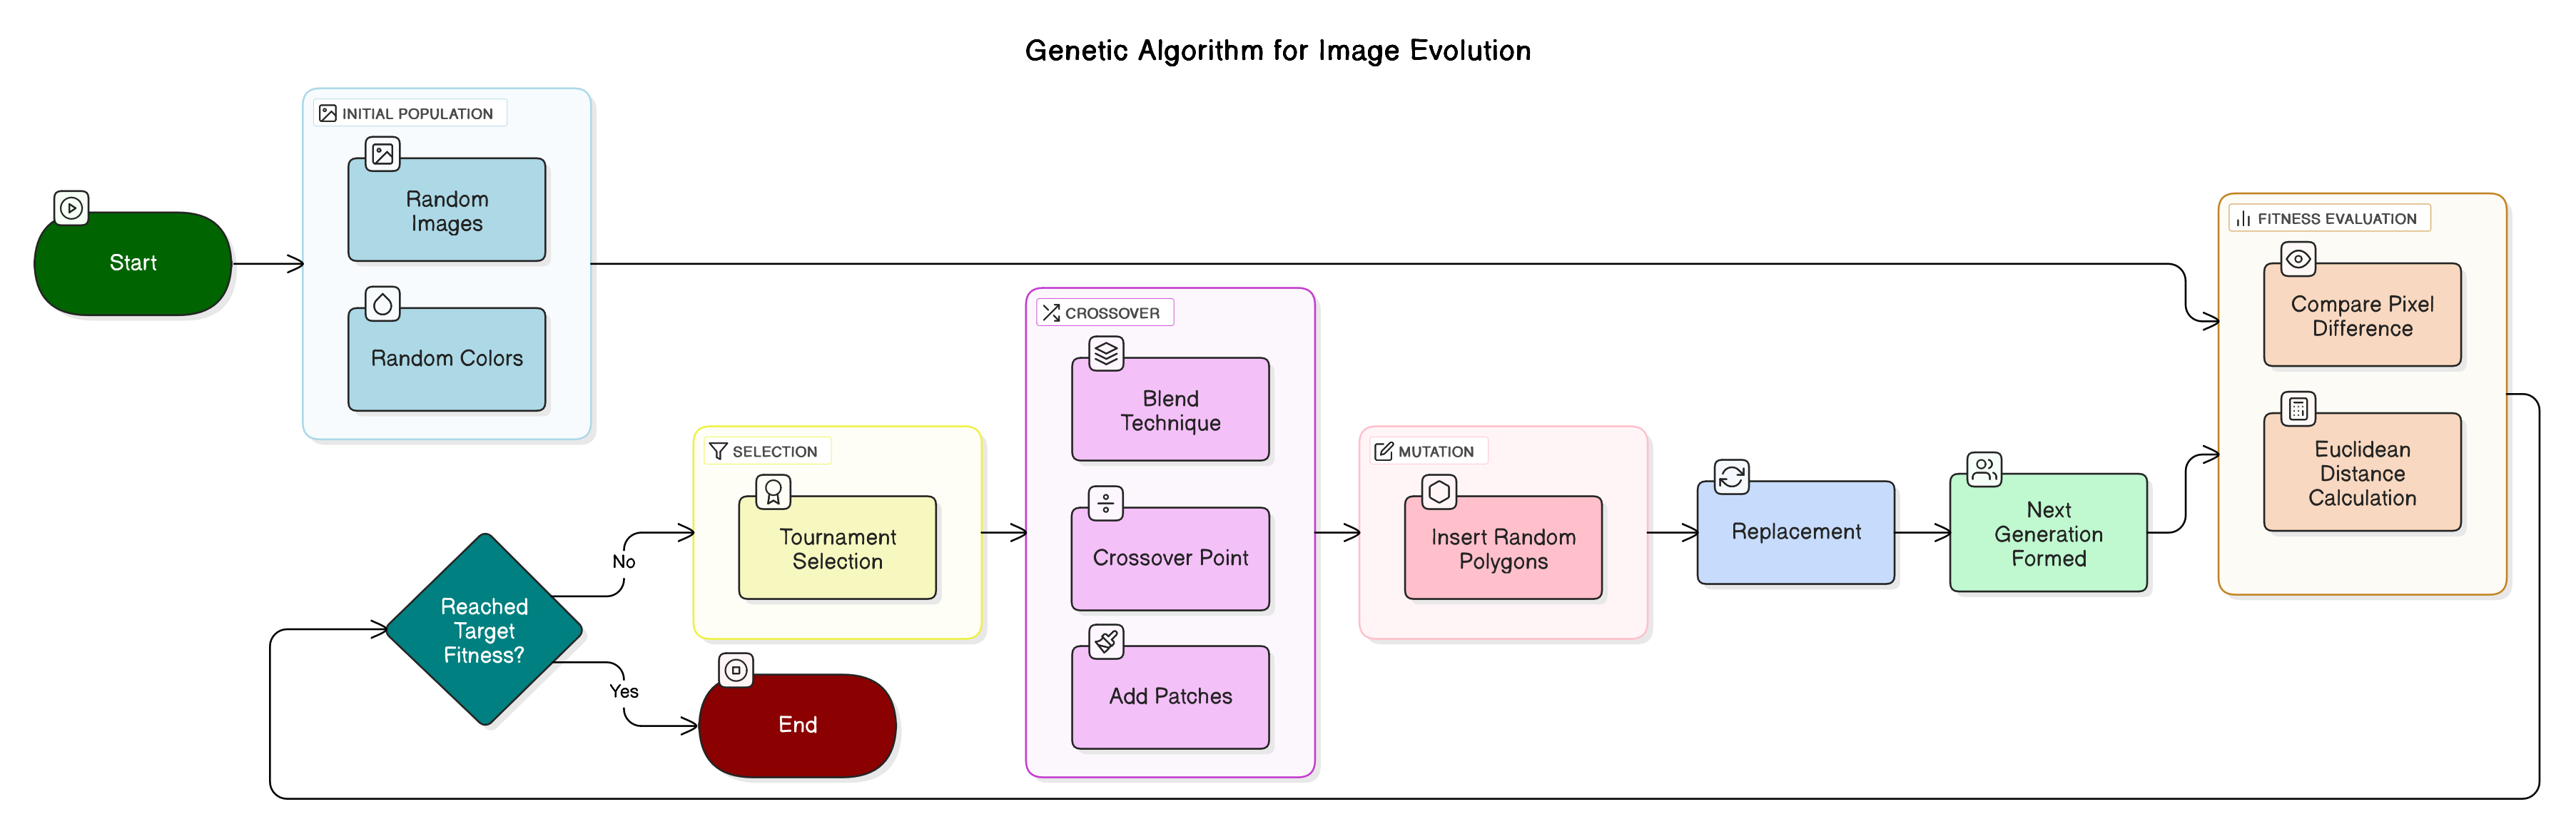 Genetic Algorithm for Image Evolution
INITIAL POPULATION
Random
Images
Random Colors
Start
FITNESS EVALUATION
Compare Pixel
Difference
Euclidean
Distance
Calculation
CROSSOVER
Blend
Technique
Crossover Point
Add Patches
SELECTION
Tournament
Selection
MUTATION
Insert Random
Polygons
Replacement
Next
Generation
Formed
Reached
Target
Fitness?
No
Yes
End